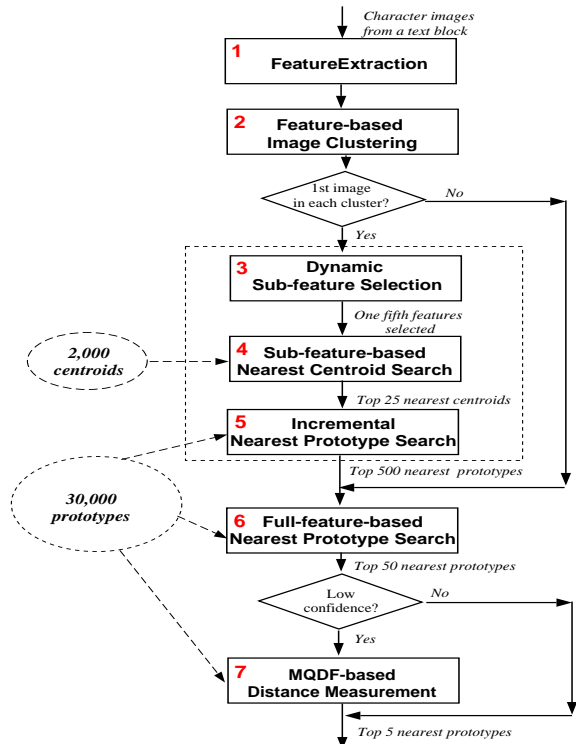 Character images
from a text block
1
FeatureExtraction
2
Feature-based
Image Clustering
1st image
in each cluster?
No
Yes
3
Dynamic
Sub-feature Selection
One fifth features
selected
2,000
centroids
4
Sub-feature-based
Nearest Centroid Search
Top 25 nearest centroids
5
Incremental
Nearest Prototype Search
Top 500 nearest prototypes
30,000
prototypes
6
Full-feature-based
Nearest Prototype Search
Top 50 nearest prototypes
Low
confidence?
No
Yes
7
MQDF-based
Distance Measurement
Top 5 nearest prototypes